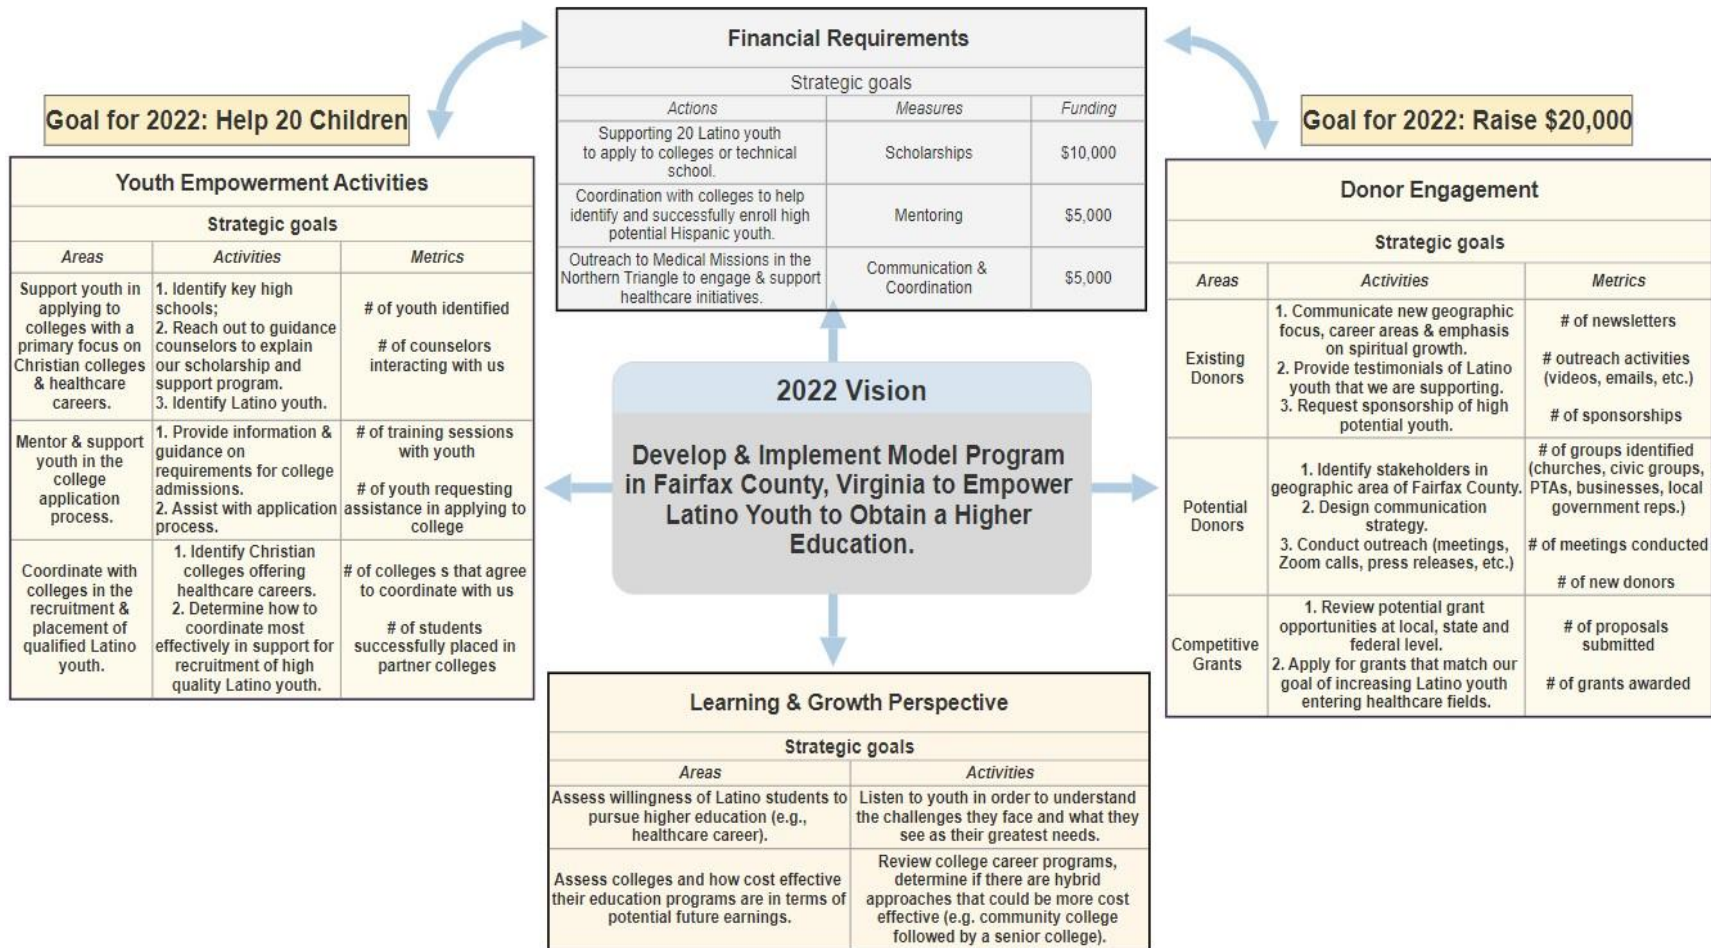 Financial Requirements
Strategic goals
Actions
Measures
Funding
Supporting 20 Latino youth
to apply to colleges or technical
school.
Scholarships
$10,000
Coordination with colleges to help
identify and successfully enroll high
potential Hispanic youth.
Mentoring
$5,000
Outreach to Medical Missions in the
Northern Triangle to engage & support
healthcare initiatives.
Communication &
Coordination
$5,000
Goal for 2022: Help 20 Children
Youth Empowerment Activities
Strategic goals
Areas
Activities
Metrics
Support youth in
applying to
colleges with a
primary focus on
Christian colleges
& healthcare
careers.
1. Identify key high
schools;
2. Reach out to guidance
counselors to explain
our scholarship and
support program.
3. Identify Latino youth.
# of youth identified
# of counselors
interacting with us
Mentor & support
youth in the
college
application
process.
1. Provide information &
guidance on
requirements for college
admissions.
2. Assist with application
process.
# of training sessions
with youth
# of youth requesting
assistance in applying to
college
Coordinate with
colleges in the
recruitment &
placement of
qualified Latino
youth.
1. Identify Christian
colleges offering
healthcare careers.
2. Determine how to
coordinate most
effectively in support for
recruitment of high
quality Latino youth.
# of colleges s that agree
to coordinate with us
# of students
successfully placed in
partner colleges
2022 Vision
Develop & Implement Model Program
in Fairfax County, Virginia to Empower
Latino Youth to Obtain a Higher
Education.
Goal for 2022: Raise $20,000
Donor Engagement
Strategic goals
Areas
Activities
Metrics
Existing
Donors
1. Communicate new geographic
focus, career areas & emphasis
on spiritual growth.
2. Provide testimonials of Latino
youth that we are supporting.
3. Request sponsorship of high
potential youth.
# of newsletters
# outreach activities
(videos, emails, etc.)
# of sponsorships
Potential
Donors
1. Identify stakeholders in
geographic area of Fairfax County.
2. Design communication
strategy.
3. Conduct outreach (meetings,
Zoom calls, press releases, etc.)
# of groups identified
(churches, civic groups,
PTAs, businesses, local
government reps.)
# of meetings conducted
# of new donors
Competitive
Grants
1. Review potential grant
opportunities at local, state and
federal level.
2. Apply for grants that match our
goal of increasing Latino youth
entering healthcare fields.
# of proposals
submitted
# of grants awarded
Learning & Growth Perspective
Strategic goals
Areas
Activities
Assess willingness of Latino students to
pursue higher education (e.g.,
healthcare career).
Listen to youth in order to understand
the challenges they face and what they
see as their greatest needs.
Assess colleges and how cost effective
their education programs are in terms of
potential future earnings.
Review college career programs,
determine if there are hybrid
approaches that could be more cost
effective (e.g. community college
followed by a senior college).